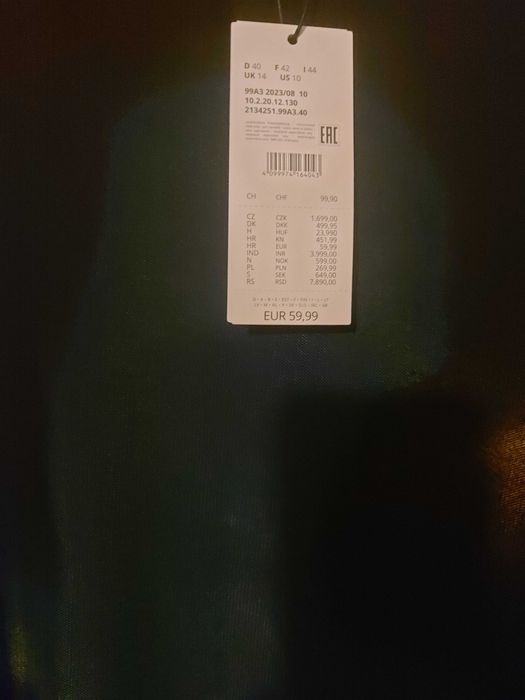 D 40 F 42 I 44
UK 14 US 10
99A3 2023/08 10
10.2.20.12.130
2134251.99A3.40
EAC
4 099974 164043
CH CHF 99,90
CZ CZK 1.699,00
DK DKK 499,95
H HUF 23.990
HR KN 451,99
HR EUR 59,99
IND INR 3.999,00
N NOK 599,00
PL PLN 269,99
S SEK 649,00
RS RSD 7.890,00
EUR 59,99